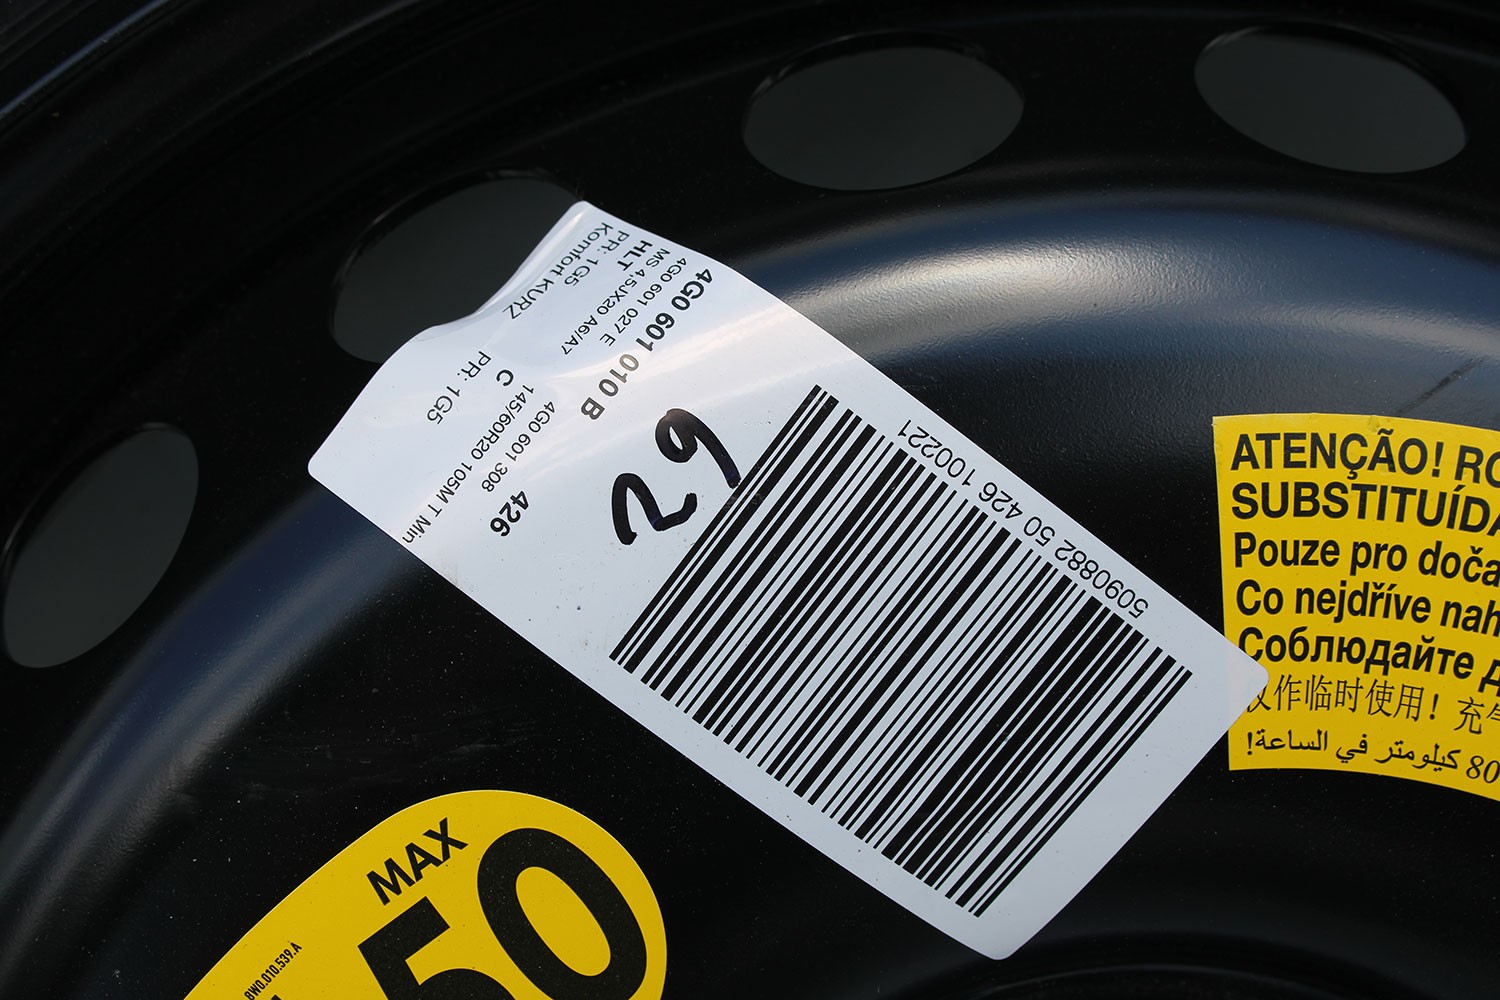 4G0 601 010 B
4G0 601 027 E
MS 4,5JX20 A6/A7
HLT
PR: 1G5
Komfort KURZ
4G0 601 308
145/60R20 105M T Min
C
PR: 1G5
426
29
5090882 50 426 100221
ATENÇÃO! RO
SUBSTITUÍDA
Pouze pro doča
Co nejdříve nah
Соблюдайте д
作临时使用！充气
80 كيلومتر في الساعة!
MAX
50
8W0.010.539.A